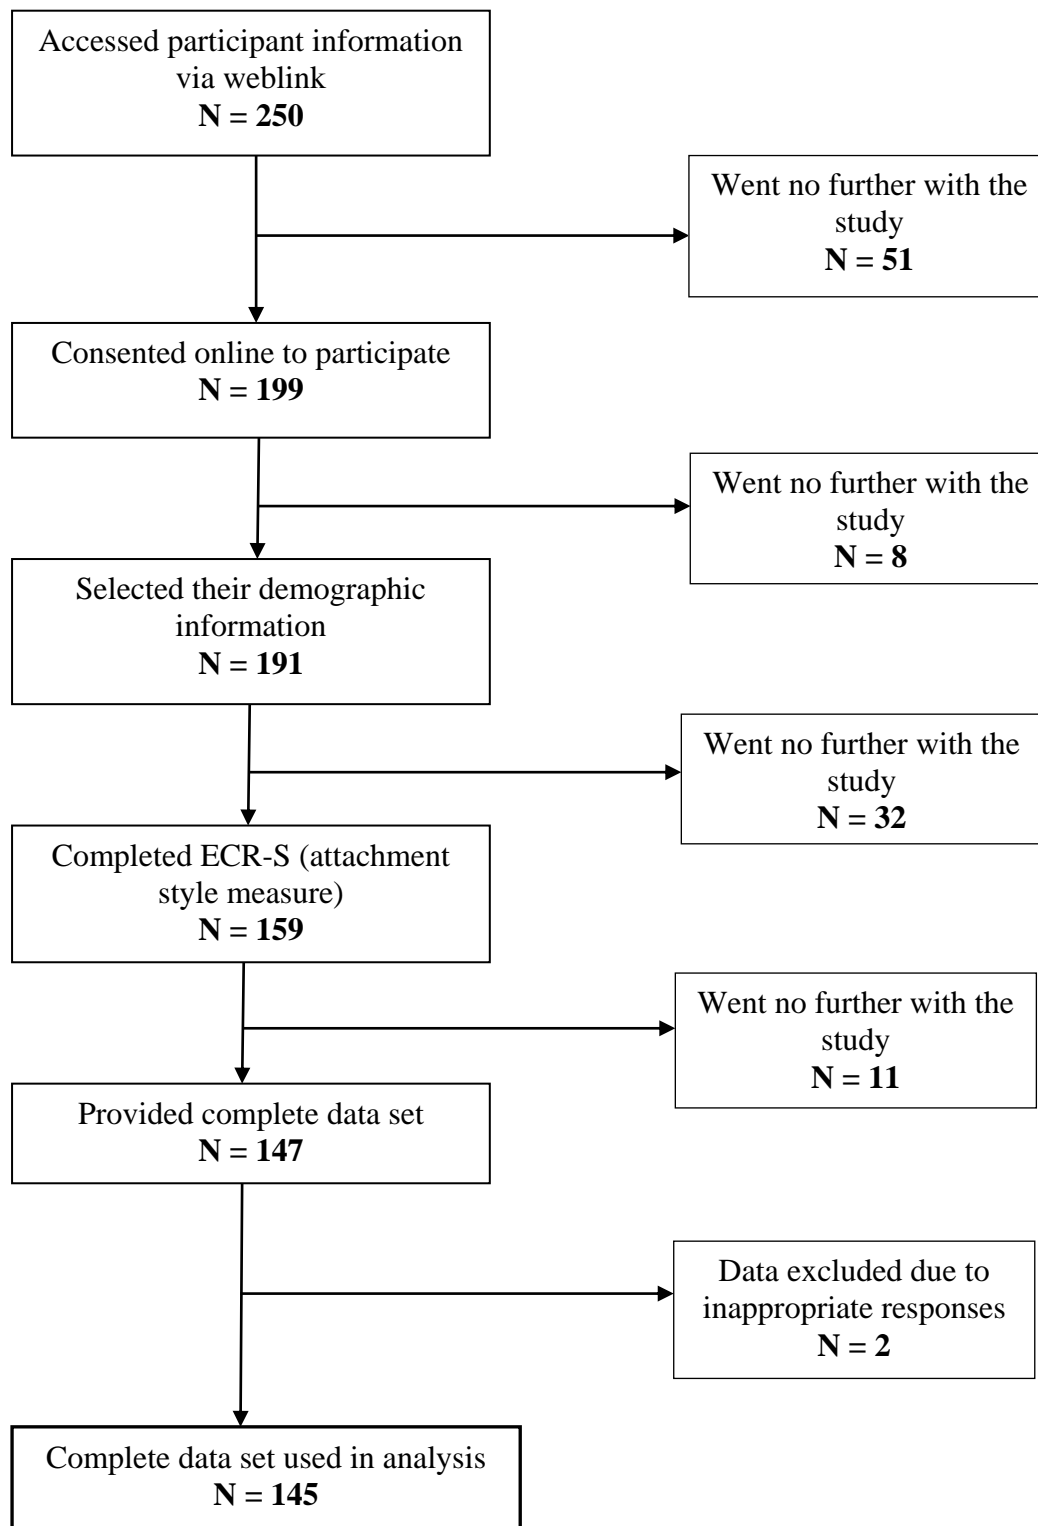 Accessed participant information
via weblink
N = 250
Went no further with the
study
N = 51
Consented online to participate
N = 199
Went no further with the
study
N = 8
Selected their demographic
information
N = 191
Went no further with the
study
N = 32
Completed ECR-S (attachment
style measure)
N = 159
Went no further with the
study
N = 11
Provided complete data set
N = 147
Data excluded due to
inappropriate responses
N = 2
Complete data set used in analysis
N = 145